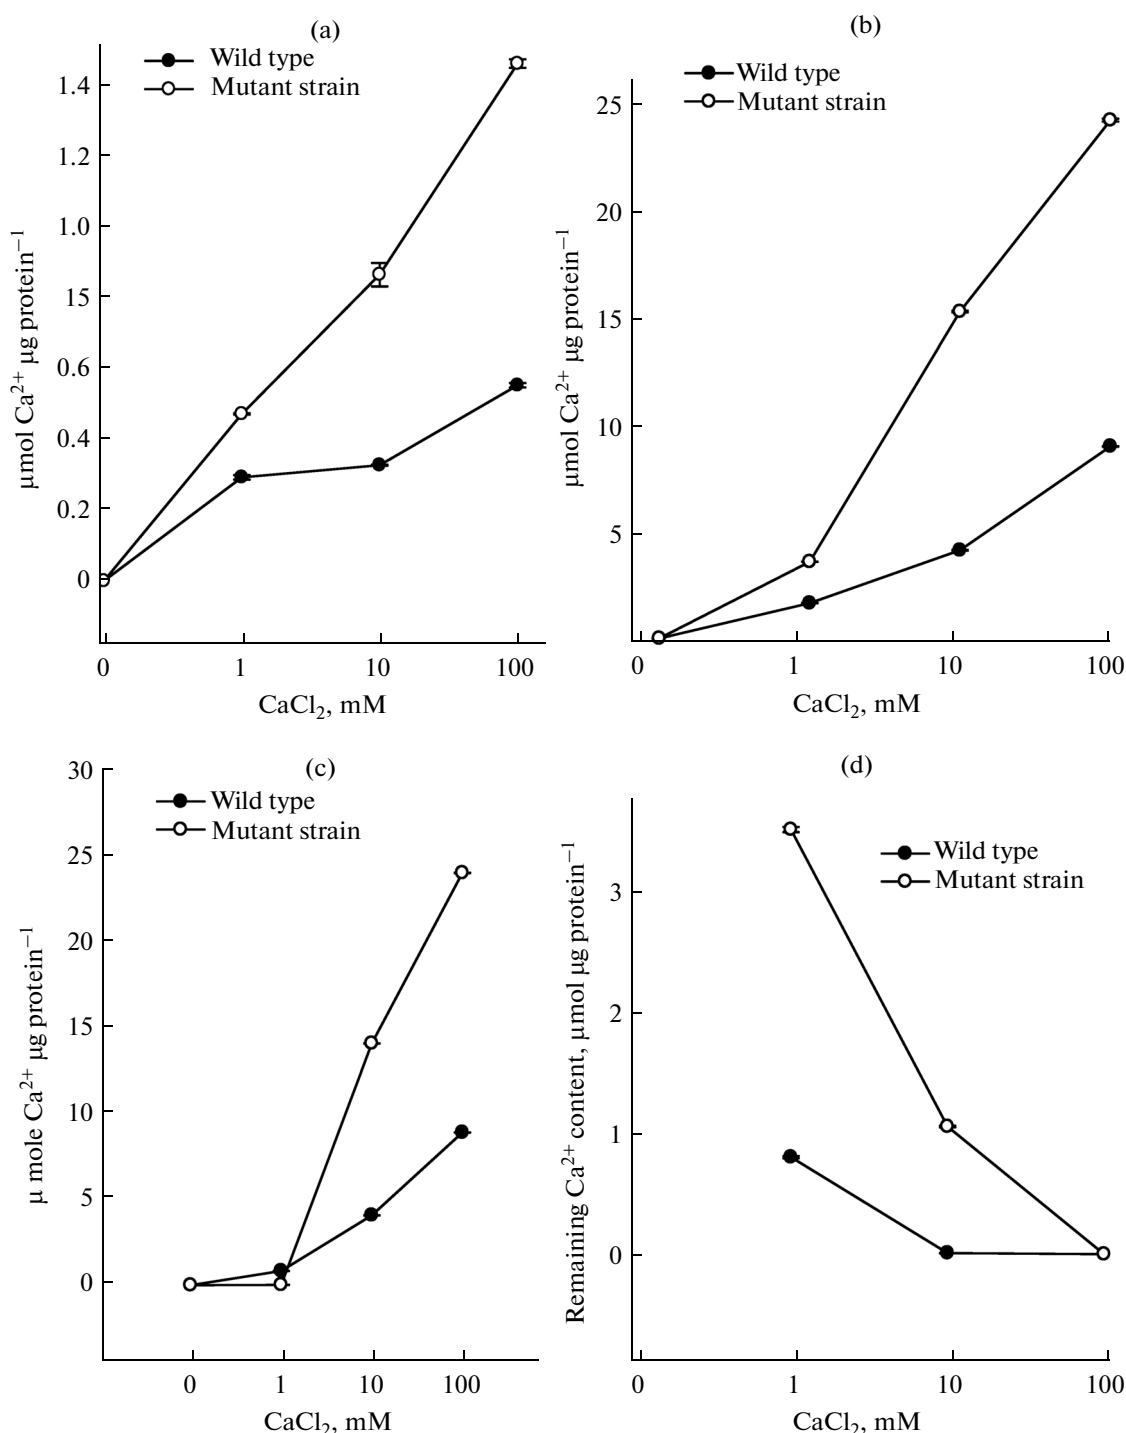 (a)
Wild type
Mutant strain
1.4
1.2
1.0
15
0.6
0.4
0.2
0
μmol Ca²⁺ μg protein⁻¹
0 1 10 100
CaCl₂, mM
(b)
Wild type
Mutant strain
25
20
15
10
5
μmol Ca²⁺ μg protein⁻¹
0 1 10 100
CaCl₂, mM
(c)
Wild type
Mutant strain
30
25
20
15
10
5
0
μ mole Ca²⁺ μg protein⁻¹
0 1 10 100
CaCl₂, mM
(d)
Wild type
Mutant strain
3
2
1
0
Remaining Ca²⁺ content, μmol μg protein⁻¹
0 1 10 100
CaCl₂, mM